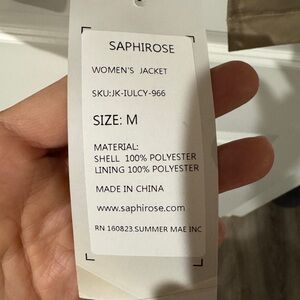 SAPHIROSE
WOMEN'S JACKET
SKU:JK-IULCY-966
SIZE: M
MATERIAL:
SHELL 100% POLYESTER
LINING 100% POLYESTER
MADE IN CHINA
www.saphirose.com
RN 160823.SUMMER MAE INC